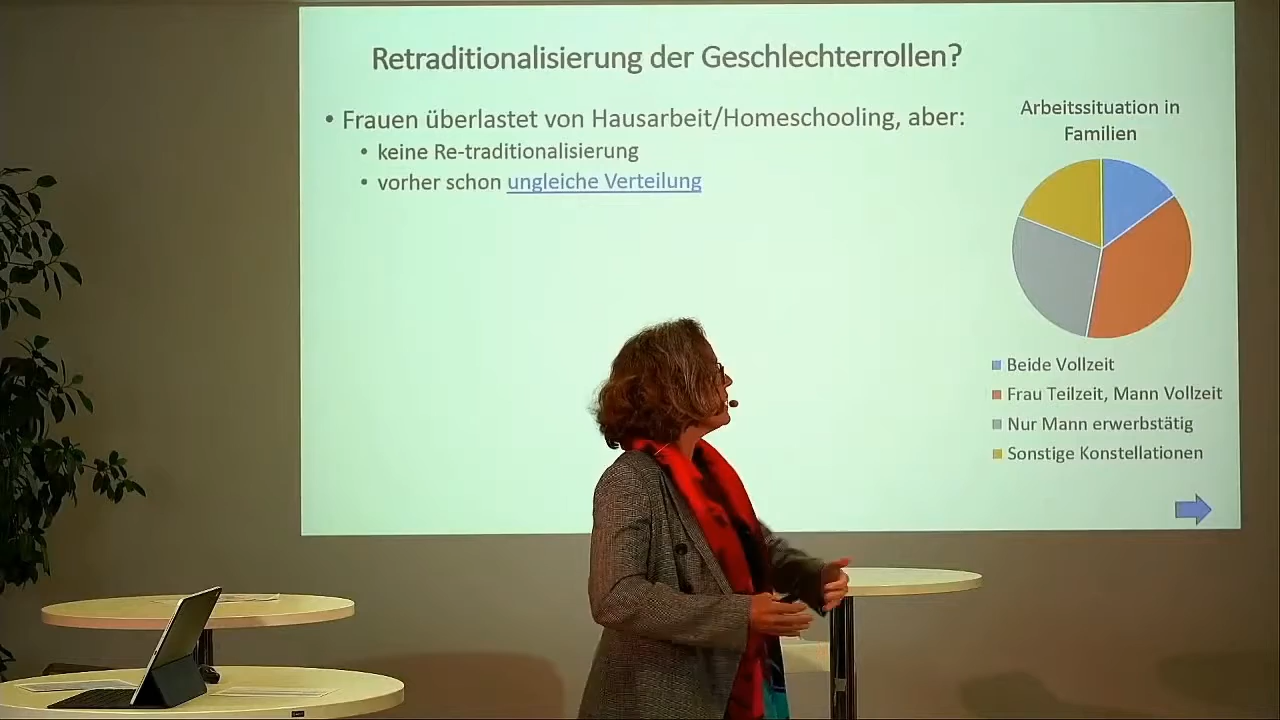 Retraditionalisierung der Geschlechterrollen?
• Frauen überlastet von Hausarbeit/Homeschooling, aber:
• keine Re-traditionalisierung
• vorher schon ungleiche Verteilung
Arbeitssituation in
Familien
Beide Vollzeit
Frau Teilzeit, Mann Vollzeit
Nur Mann erwerbstätig
Sonstige Konstellationen